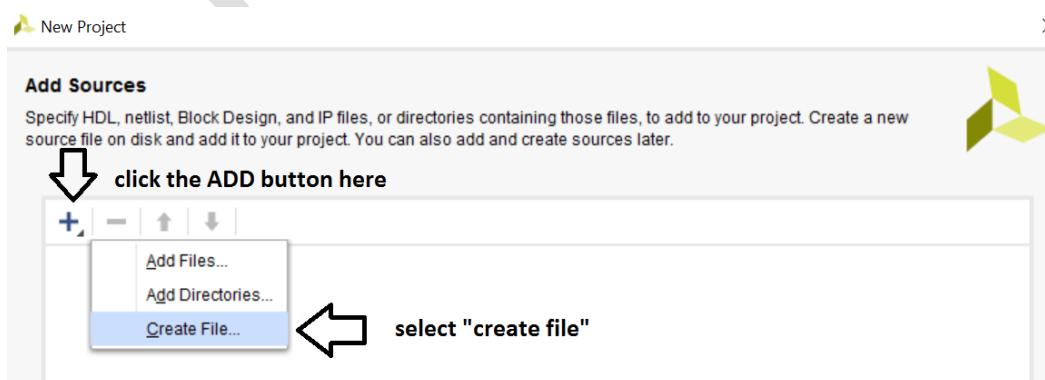 New Project
Add Sources
Specify HDL, netlist, Block Design, and IP files, or directories containing those files, to add to your project. Create a new
source file on disk and add it to your project. You can also add and create sources later.
click the ADD button here
Add Files...
Add Directories...
Create File...
select "create file"